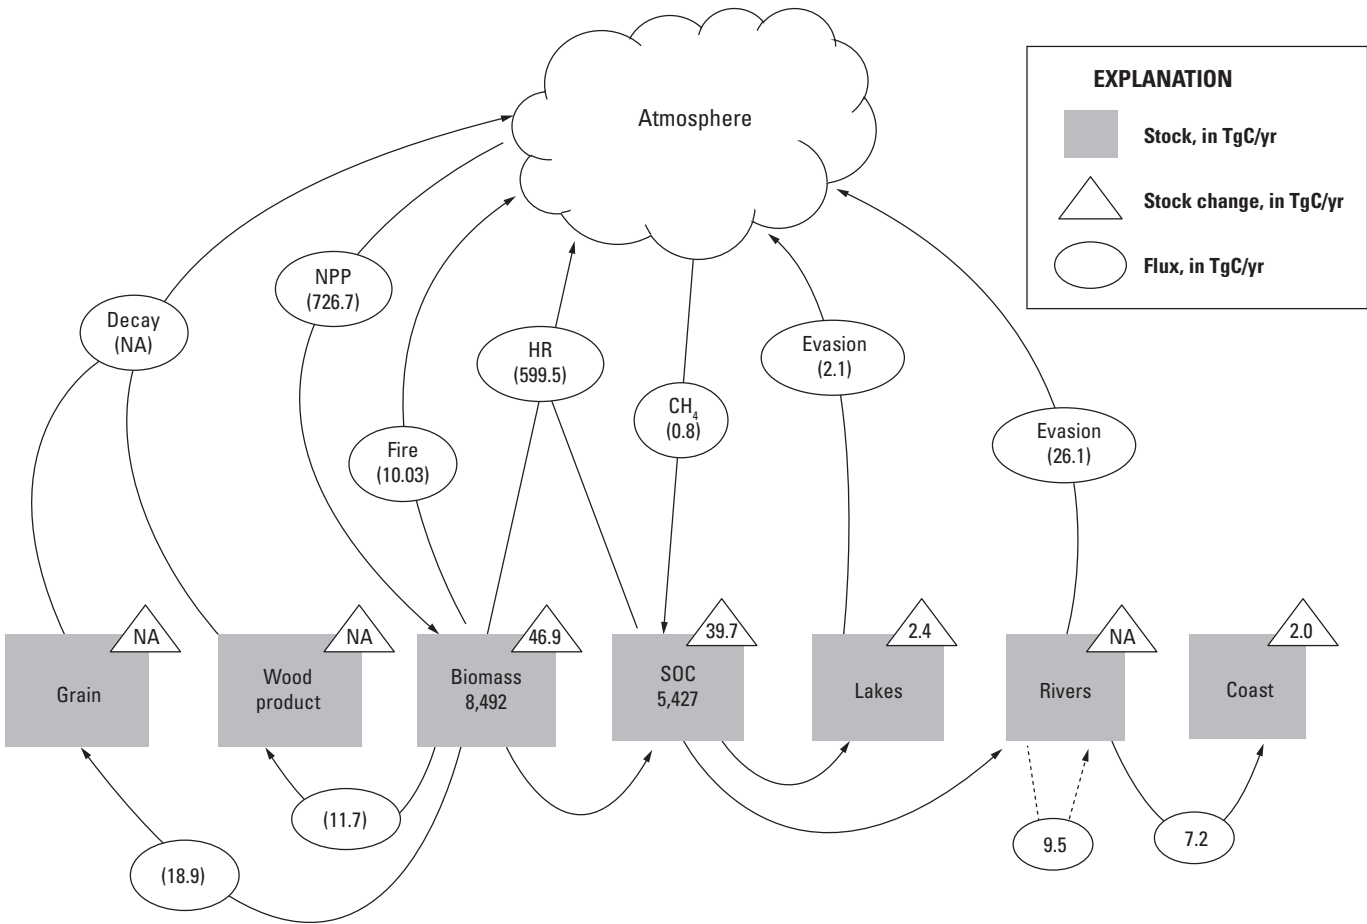 Atmosphere
EXPLANATION
Stock, in TgC/yr
Stock change, in TgC/yr
Flux, in TgC/yr
Decay
(NA)
NPP
(726.7)
Fire
(10.03)
HR
(599.5)
CH₄
(0.8)
Evasion
(2.1)
Evasion
(26.1)
NA
Grain
NA
Wood
product
46.9
Biomass
8,492
39.7
SOC
5,427
2.4
Lakes
NA
Rivers
2.0
Coast
(18.9)
(11.7)
9.5
7.2